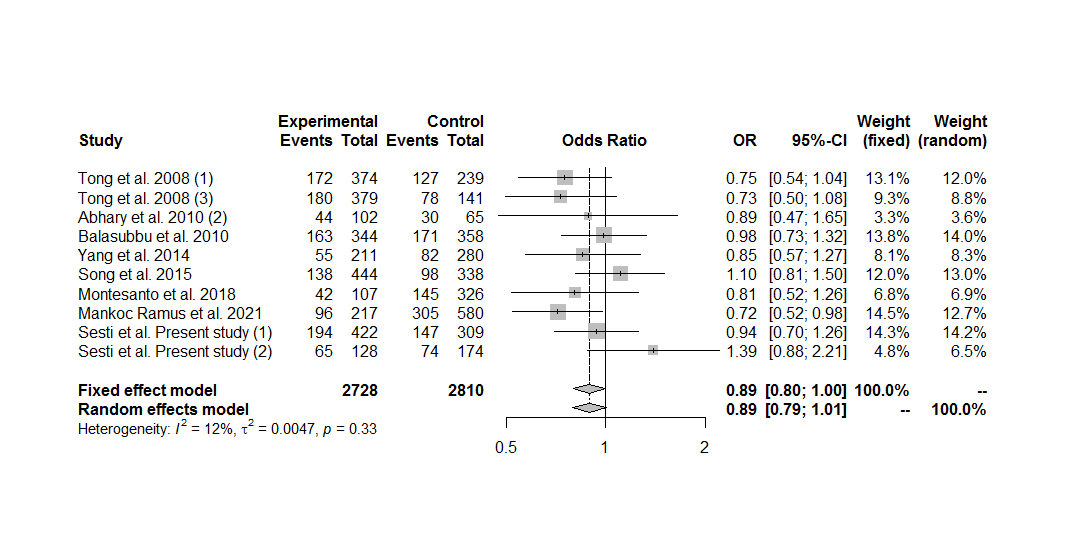 Experimental Control Weight Weight
Study Events Total Events Total Odds Ratio OR 95%-CI (fixed) (random)
Tong et al. 2008 (1) 172 374 127 239 0.75 [0.54; 1.04] 13.1% 12.0%
Tong et al. 2008 (3) 180 379 78 141 0.73 [0.50; 1.08] 9.3% 8.8%
Abhary et al. 2010 (2) 44 102 30 65 0.89 [0.47; 1.65] 3.3% 3.6%
Balasubbu et al. 2010 163 344 171 358 0.98 [0.73; 1.32] 13.8% 14.0%
Yang et al. 2014 55 211 82 280 0.85 [0.57; 1.27] 8.1% 8.3%
Song et al. 2015 138 444 98 338 1.10 [0.81; 1.50] 12.0% 13.0%
Montesanto et al. 2018 42 107 145 326 0.81 [0.52; 1.26] 6.8% 6.9%
Mankoc Ramus et al. 2021 96 217 305 580 0.72 [0.52; 0.98] 14.5% 12.7%
Sesti et al. Present study (1) 194 422 147 309 0.94 [0.70; 1.26] 14.3% 14.2%
Sesti et al. Present study (2) 65 128 74 174 1.39 [0.88; 2.21] 4.8% 6.5%
Fixed effect model 2728 2810 0.89 [0.80; 1.00] 100.0% --
Random effects model 0.89 [0.79; 1.01] -- 100.0%
Heterogeneity: I² = 12%, τ² = 0.0047, p = 0.33
0.5 1 2